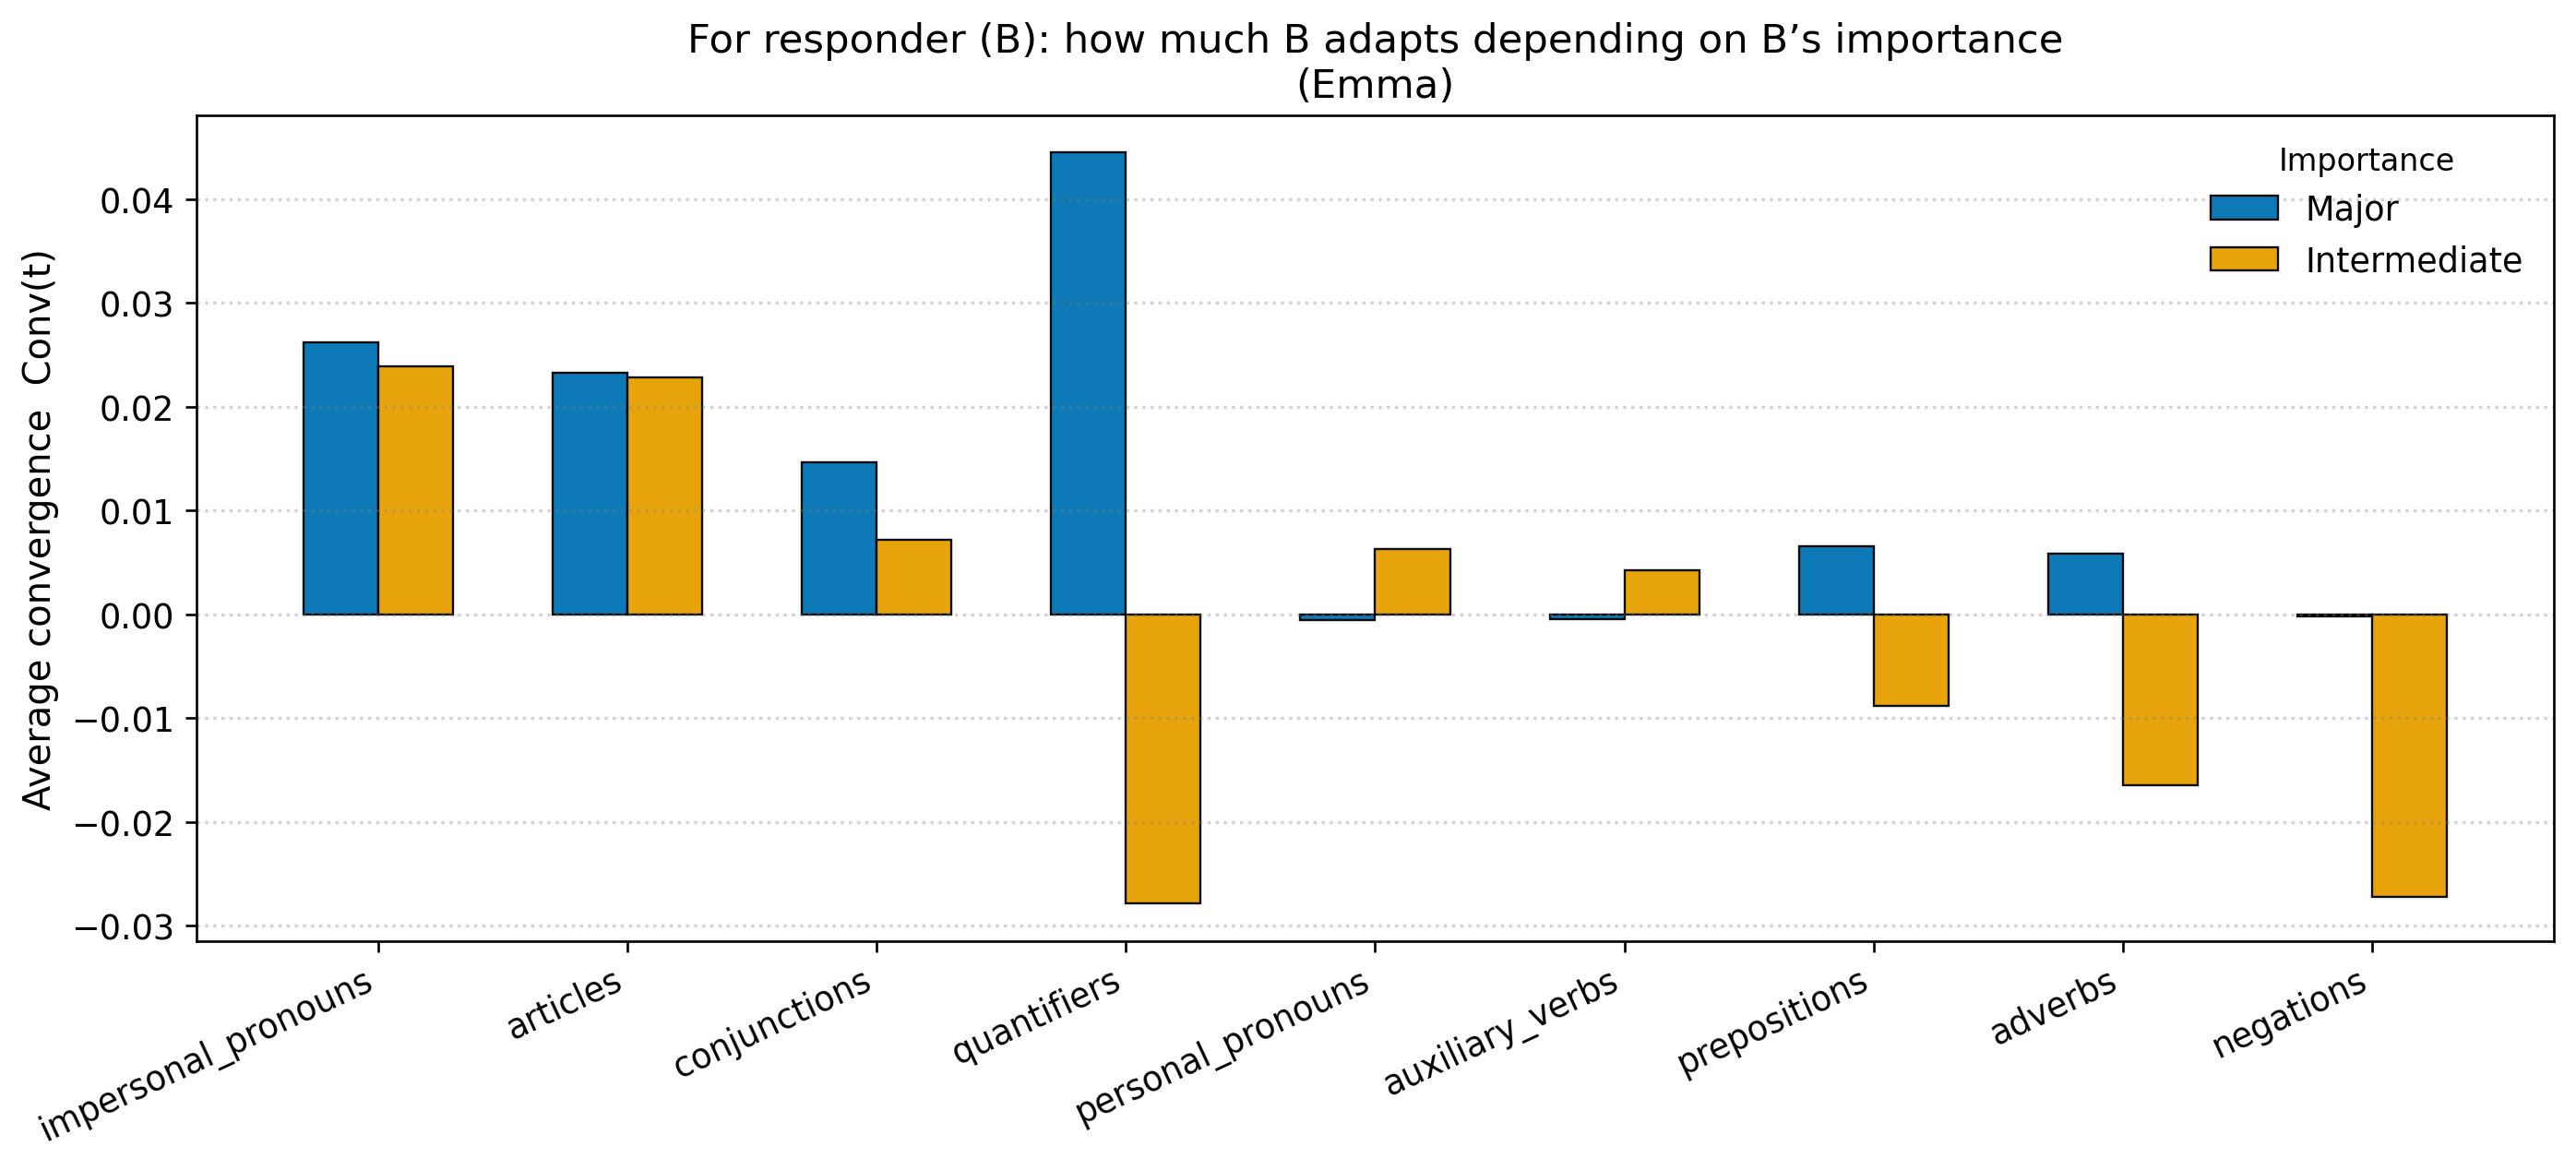 For responder (B): how much B adapts depending on B’s importance
(Emma)
Importance
Major
Intermediate
Average convergence  Conv(t)
0.04
0.03
0.02
0.01
0.00
−0.01
−0.02
−0.03
impersonal_pronouns
articles
conjunctions
quantifiers
personal_pronouns
auxiliary_verbs
prepositions
adverbs
negations